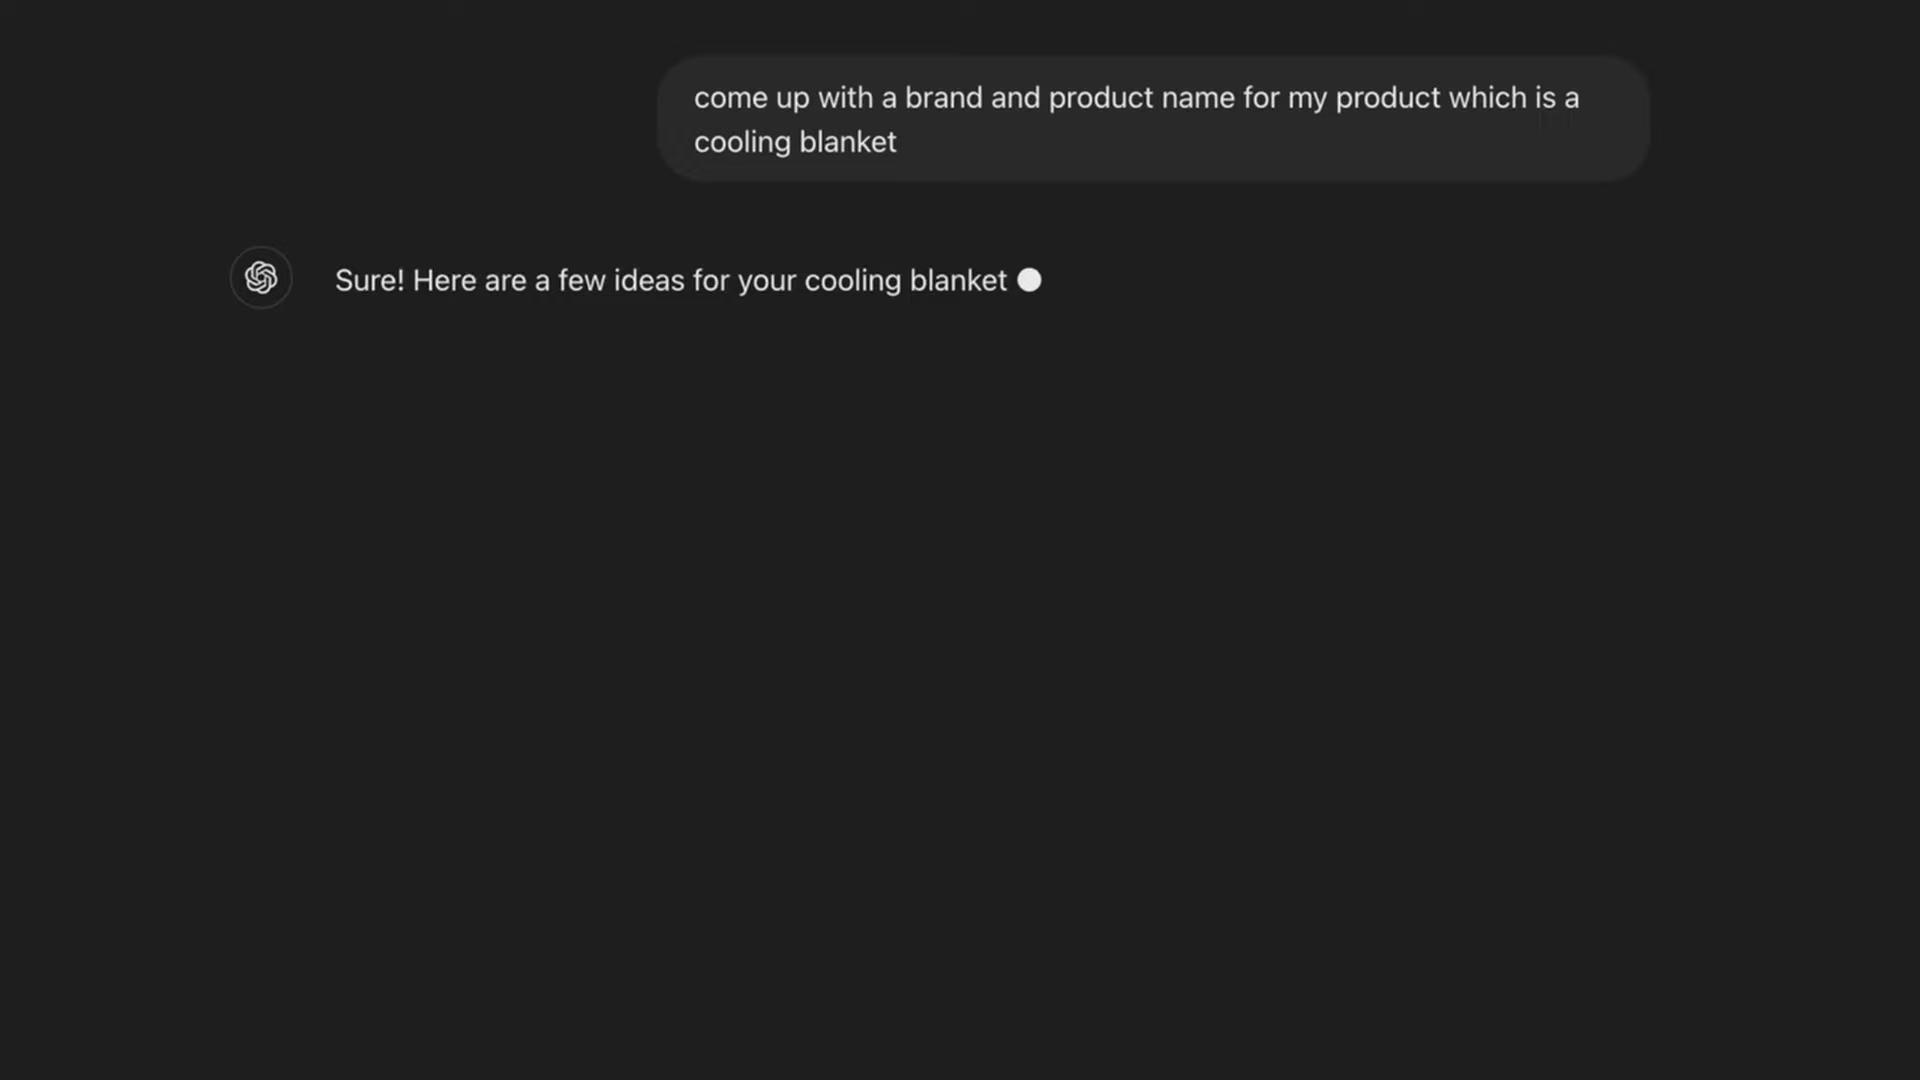 come up with a brand and product name for my product which is a
cooling blanket
Sure! Here are a few ideas for your cooling blanket